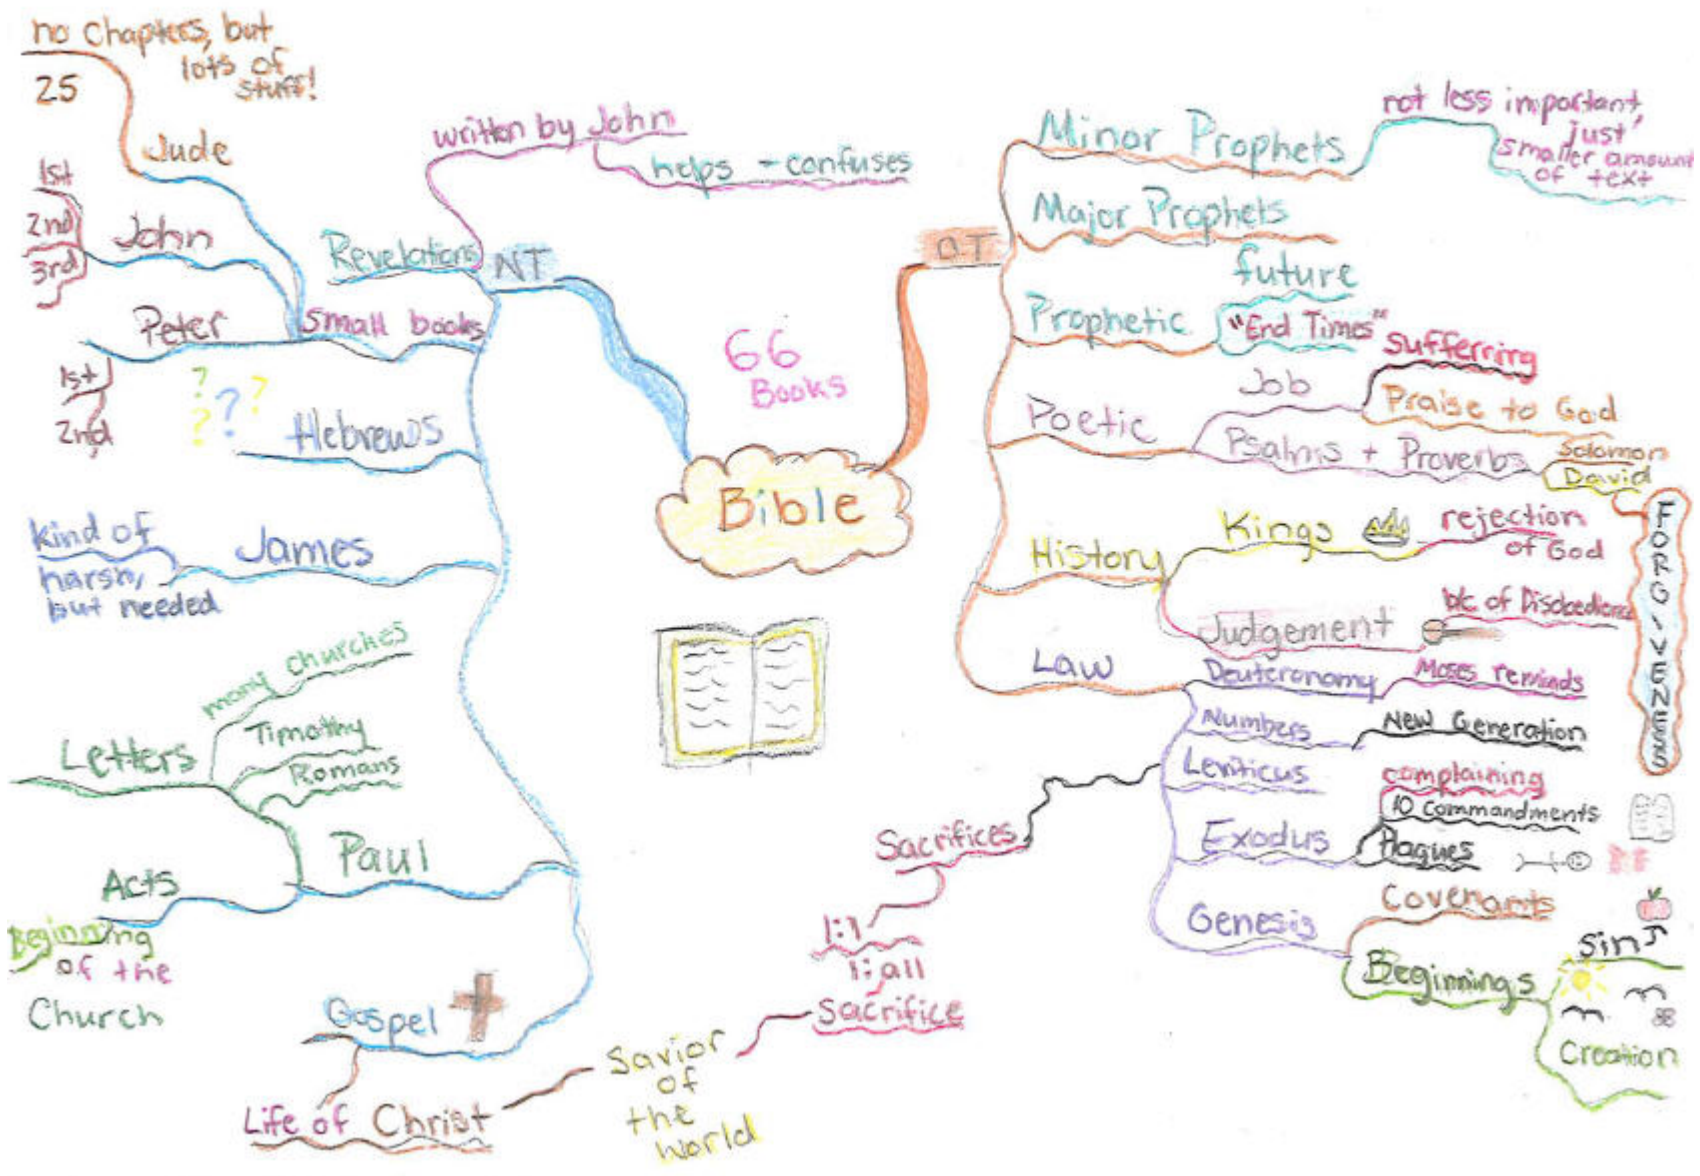 no Chapters, but
lots of
stuff!
25
Jude
1st
2nd
3rd
John
Peter
1st
2nd
small books
Revelations
written by John
helps + confuses
NT
? ? ? ?
Hebrews
James
kind of
harsh,
but needed
many churches
Timothy
Romans
Letters
Paul
Acts
Beginning
of the
Church
Gospel
Life of Christ
Savior
of
the
World
66
Books
Bible
O.T
Minor Prophets
not less important,
just
smaller amount
of text
Major Prophets
Prophetic
future
"End Times"
Poetic
Job
sufferring
Praise to God
Psalms + Proverbs
Solomon
David
FORGIVENESS
History
Kings
rejection
of God
Judgement
b/c of Disobedience
Law
Deuteronomy
Moses reminds
Numbers
New Generation
Leviticus
Sacrifices
1:1
1:all
Sacrifice
Exodus
complaining
10 commandments
Plagues
Genesis
Covenants
Beginnings
Sin
Creation